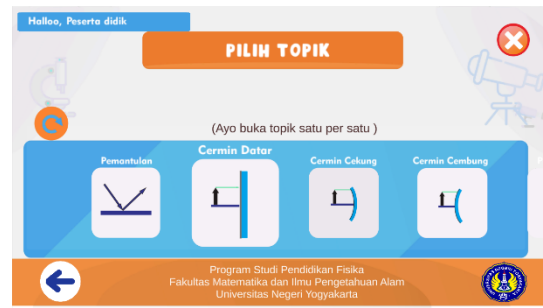 Halloo, Peserta didik
PILIH TOPIK
(Ayo buka topik satu per satu )
Pemantulan
Cermin Datar
Cermin Cekung
Cermin Cembung
Program Studi Pendidikan Fisika
Fakultas Matematika dan Ilmu Pengetahuan Alam
Universitas Negeri Yogyakarta